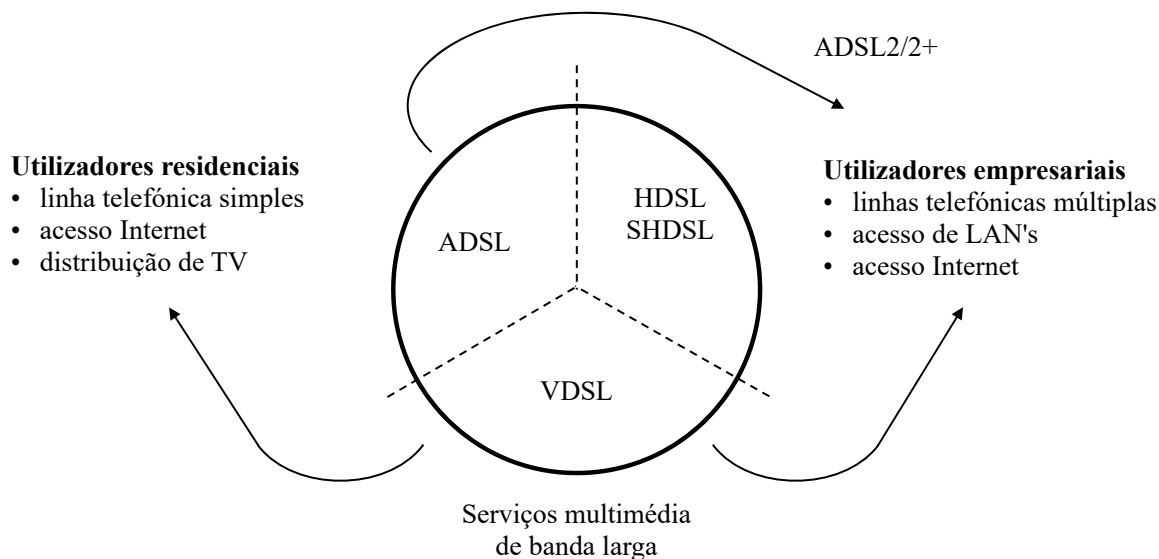 ADSL2/2+
Utilizadores residenciais
• linha telefónica simples
• acesso Internet
• distribuição de TV
ADSL
HDSL
SHDSL
Utilizadores empresariais
• linhas telefónicas múltiplas
• acesso de LAN's
• acesso Internet
VDSL
Serviços multimédia
de banda larga